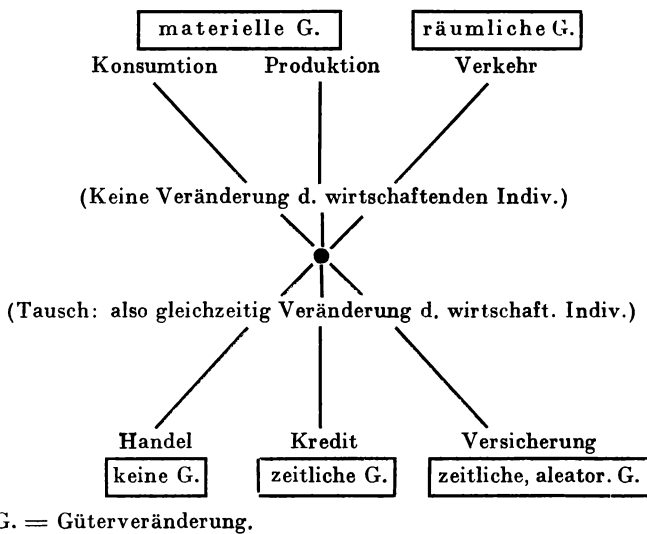 materielle G. räumliche G.
Konsumtion Produktion Verkehr
(Keine Veränderung d. wirtschaftenden Indiv.)
(Tausch: also gleichzeitig Veränderung d. wirtschaft. Indiv.)
Handel Kredit Versicherung
keine G. zeitliche G. zeitliche, aleator. G.
G. = Güterveränderung.